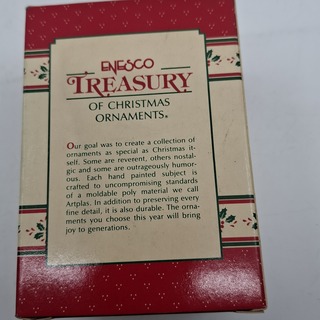 ENESCO
TREASURY
OF CHRISTMAS
ORNAMENTS®
Our goal was to create a collection of
ornaments as special as Christmas it-
self. Some are reverent, others nostal-
gic and some are outrageously humor-
ous. Each hand painted subject is
crafted to uncompromising standards
of a moldable poly material we call
Artplas. In addition to preserving every
fine detail, it is also durable. The orna-
ments you choose this year will bring
joy to generations.